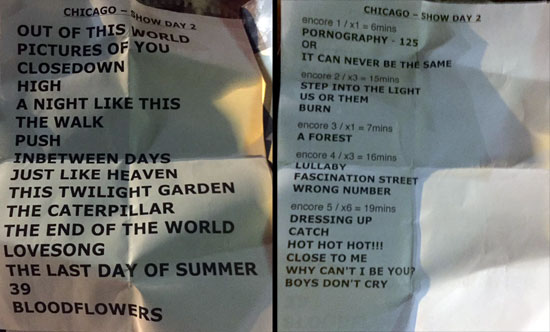 CHICAGO – SHOW DAY 2
OUT OF THIS WORLD
PICTURES OF YOU
CLOSEDOWN
HIGH
A NIGHT LIKE THIS
THE WALK
PUSH
INBETWEEN DAYS
JUST LIKE HEAVEN
THIS TWILIGHT GARDEN
THE CATERPILLAR
THE END OF THE WORLD
LOVESONG
THE LAST DAY OF SUMMER
39
BLOODFLOWERS
CHICAGO – SHOW DAY 2
encore 1 / x1 = 6mins
PORNOGRAPHY - 125
OR
IT CAN NEVER BE THE SAME
encore 2 / x3 = 15mins
STEP INTO THE LIGHT
US OR THEM
BURN
encore 3 / x1 = 7mins
A FOREST
encore 4 / x3 = 16mins
LULLABY
FASCINATION STREET
WRONG NUMBER
encore 5 / x6 = 19mins
DRESSING UP
CATCH
HOT HOT HOT!!!
CLOSE TO ME
WHY CAN'T I BE YOU?
BOYS DON'T CRY